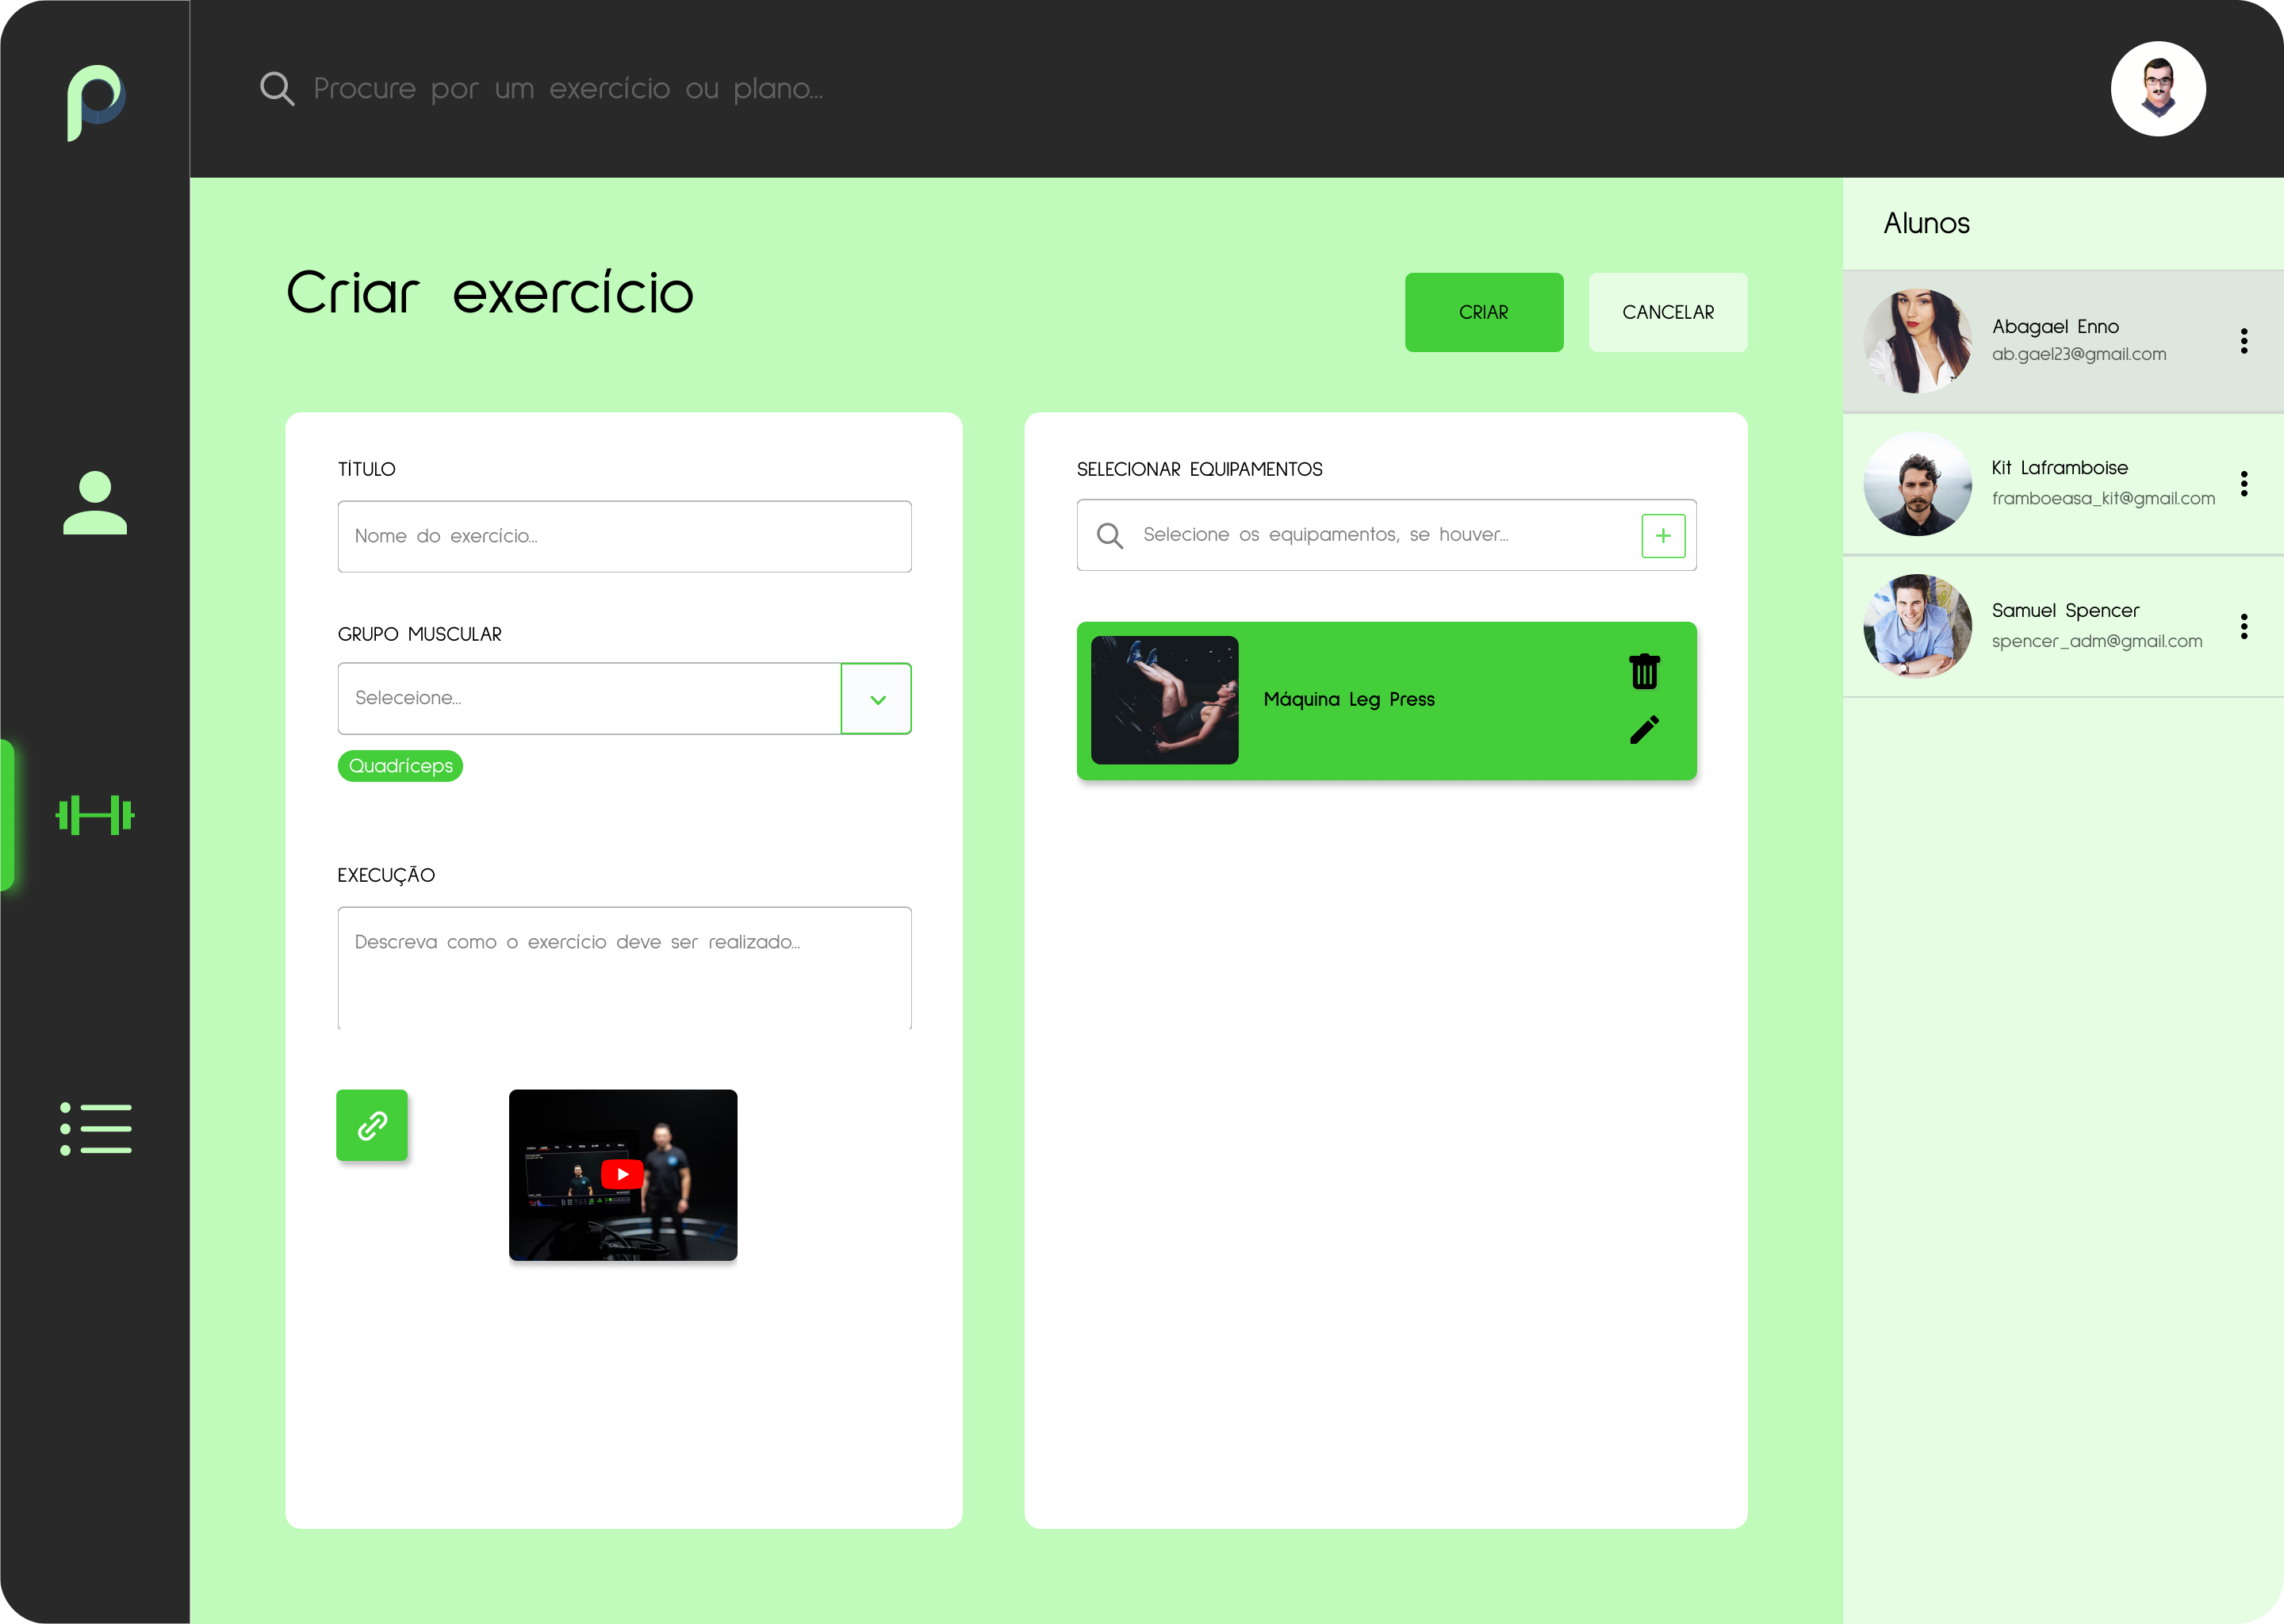 Procure por um exercício ou plano...
Criar exercício
CRIAR
CANCELAR
TÍTULO
Nome do exercício...
GRUPO MUSCULAR
Seleceione...
Quadríceps
EXECUÇÃO
Descreva como o exercício deve ser realizado...
SELECIONAR EQUIPAMENTOS
Selecione os equipamentos, se houver...
+
Máquina Leg Press
Alunos
Abagael Enno
ab.gael23@gmail.com
Kit Laframboise
framboeasa_kit@gmail.com
Samuel Spencer
spencer_adm@gmail.com